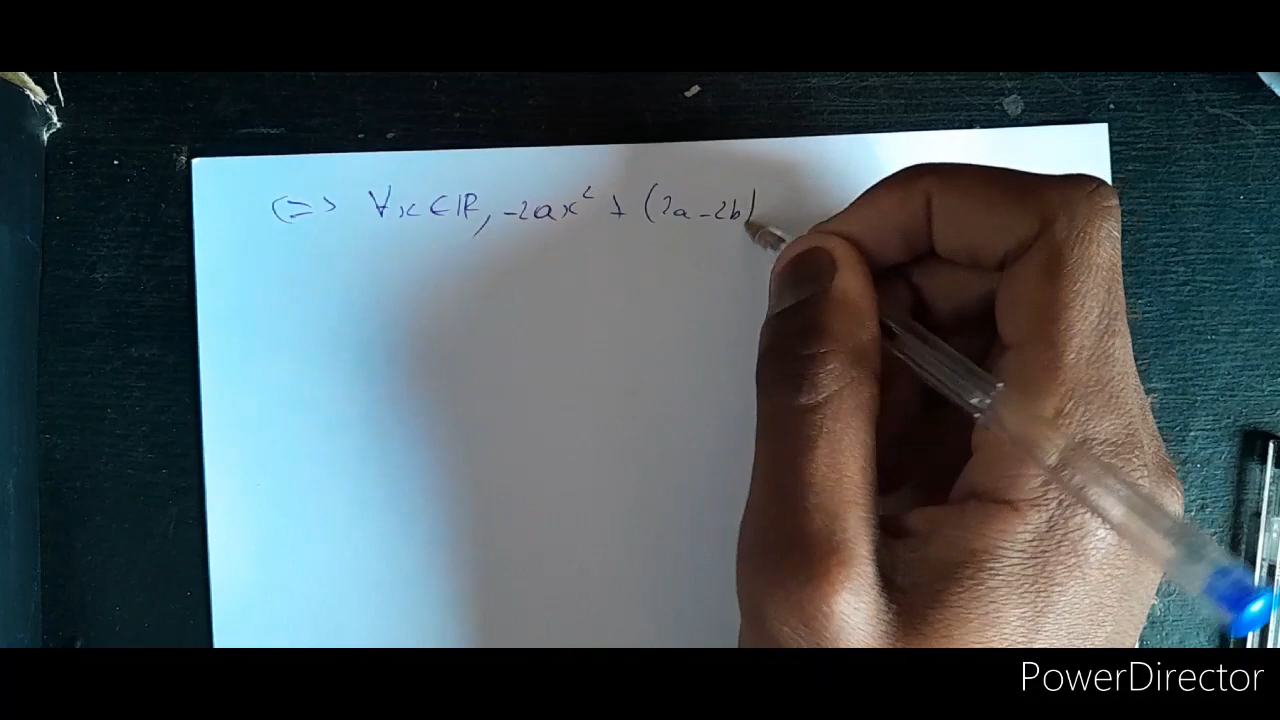 ⇔ ∀x∈ℝ, -2ax² + (2a-2b)
PowerDirector